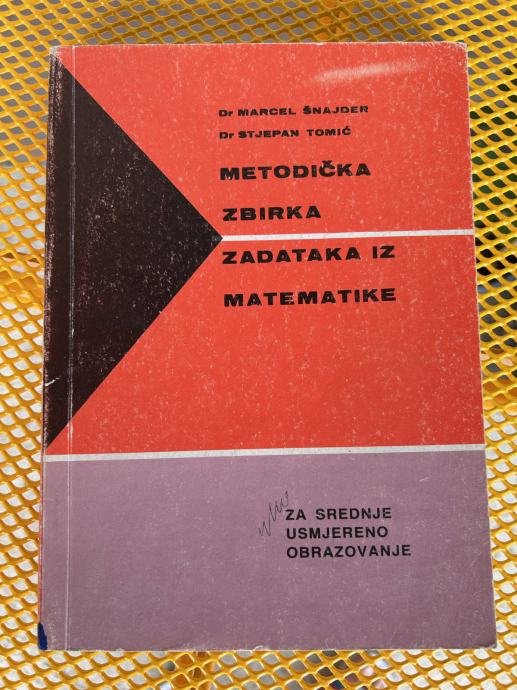 Dr MARCEL ŠNAJDER
Dr STJEPAN TOMIĆ
METODIČKA
ZBIRKA
ZADATAKA IZ
MATEMATIKE
ZA SREDNJE
USMJERENO
OBRAZOVANJE